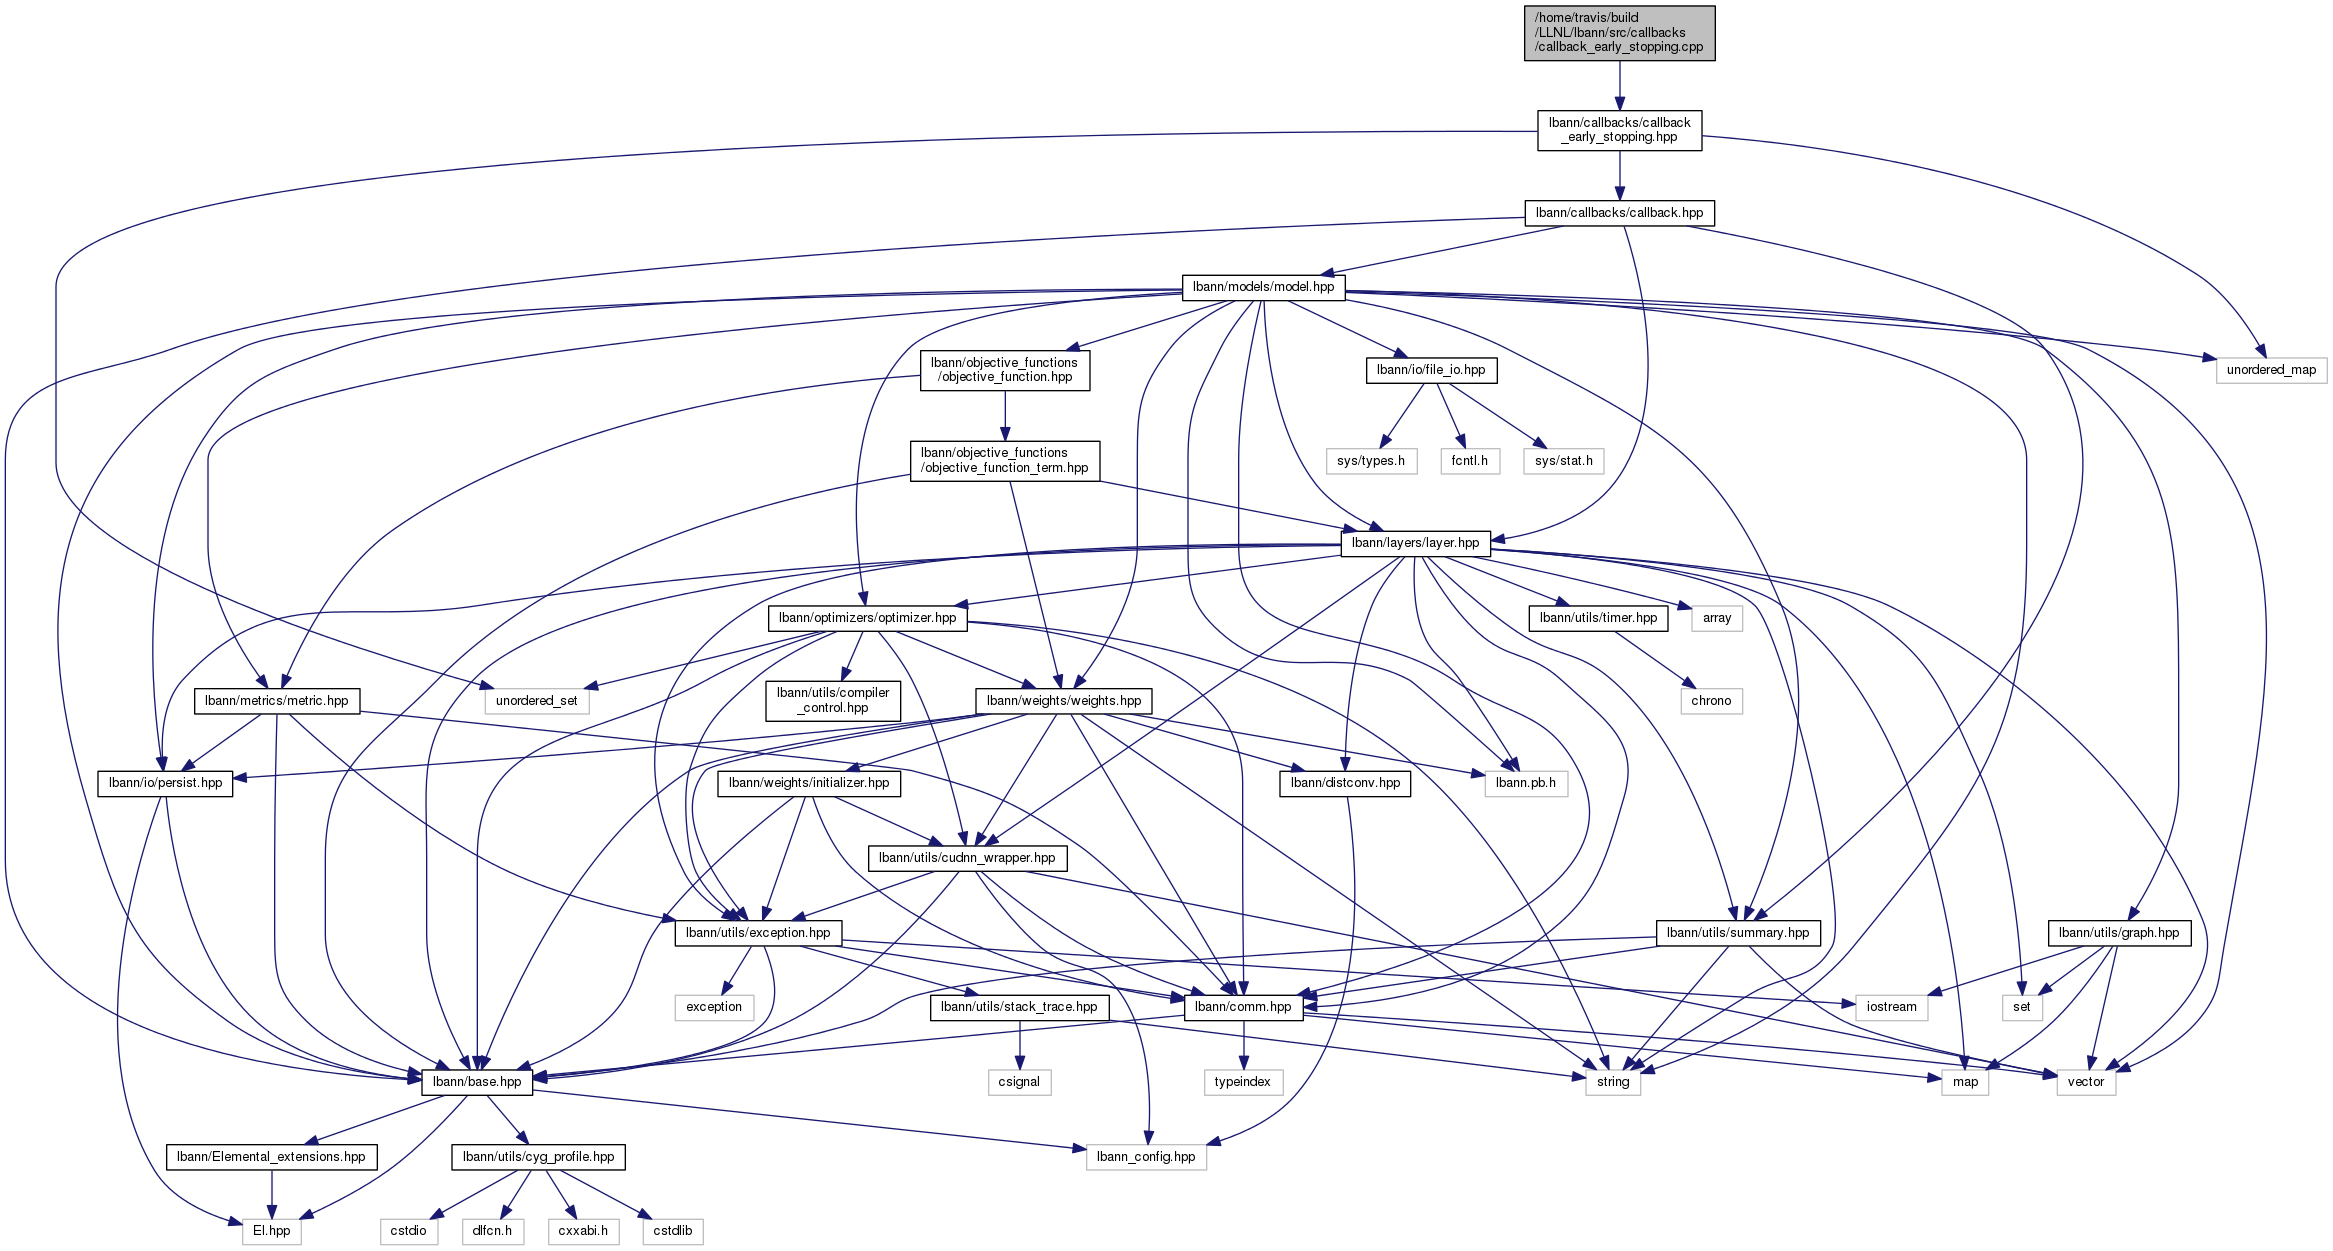 /home/travis/build
/LLNL/lbann/src/callbacks
/callback_early_stopping.cpp
lbann/callbacks/callback
_early_stopping.hpp
lbann/callbacks/callback.hpp
lbann/models/model.hpp
lbann/objective_functions
/objective_function.hpp
lbann/io/file_io.hpp
unordered_map
lbann/objective_functions
/objective_function_term.hpp
sys/types.h
fcntl.h
sys/stat.h
lbann/layers/layer.hpp
lbann/optimizers/optimizer.hpp
lbann/utils/timer.hpp
array
lbann/metrics/metric.hpp
unordered_set
lbann/utils/compiler
_control.hpp
lbann/weights/weights.hpp
chrono
lbann/io/persist.hpp
lbann/weights/initializer.hpp
lbann/distconv.hpp
lbann.pb.h
lbann/utils/cudnn_wrapper.hpp
lbann/utils/exception.hpp
lbann/utils/summary.hpp
lbann/utils/graph.hpp
exception
lbann/utils/stack_trace.hpp
lbann/comm.hpp
iostream
set
lbann/base.hpp
csignal
typeindex
string
map
vector
lbann/Elemental_extensions.hpp
lbann/utils/cyg_profile.hpp
lbann_config.hpp
El.hpp
cstdio
dlfcn.h
cxxabi.h
cstdlib